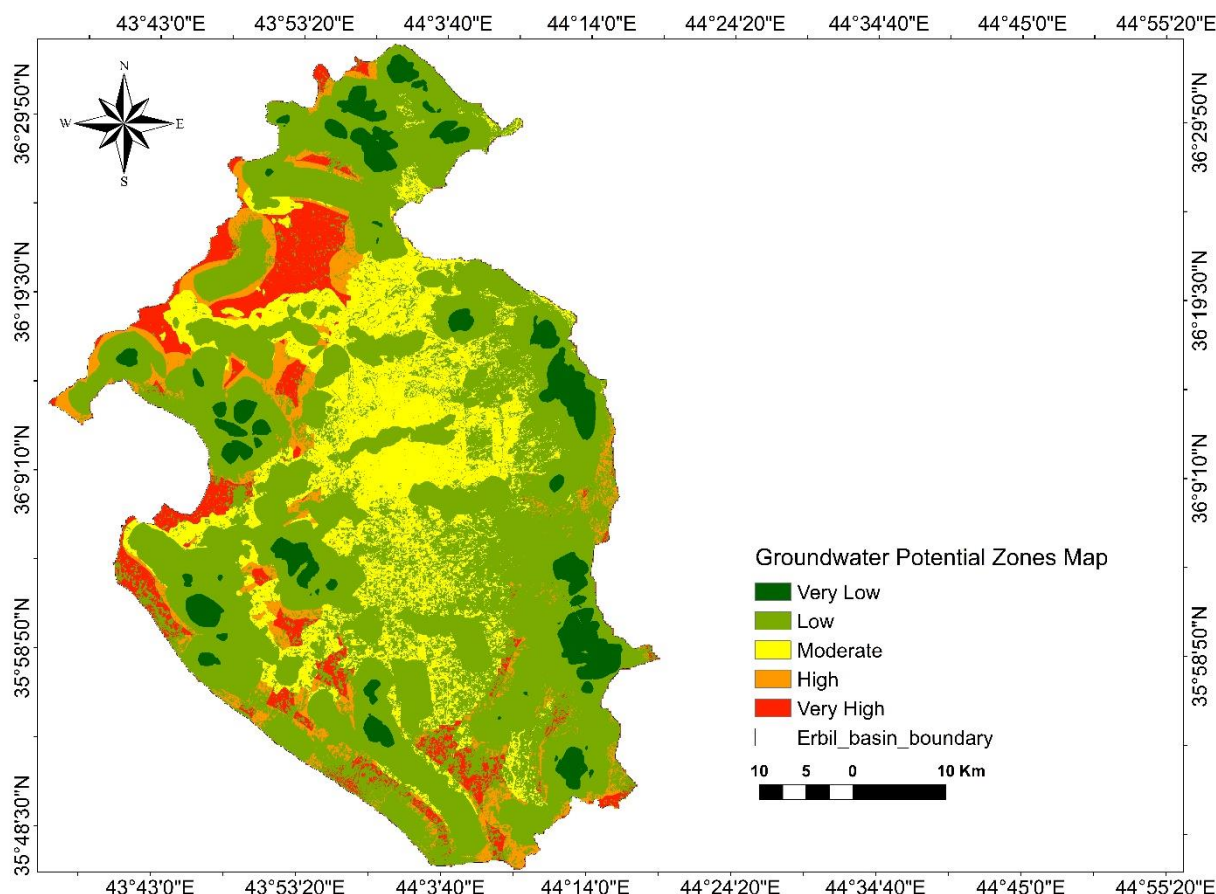 43°43'0"E 43°53'20"E 44°3'40"E 44°14'0"E 44°24'20"E 44°34'40"E 44°45'0"E 44°55'20"E
N
W E
S
36°29'50"N 36°29'50"N
36°19'30"N 36°19'30"N
36°9'10"N 36°9'10"N
35°58'50"N 35°58'50"N
35°48'30"N 35°48'30"N
Groundwater Potential Zones Map
Very Low
Low
Moderate
High
Very High
Erbil_basin_boundary
10 5 0 10 Km
43°43'0"E 43°53'20"E 44°3'40"E 44°14'0"E 44°24'20"E 44°34'40"E 44°45'0"E 44°55'20"E